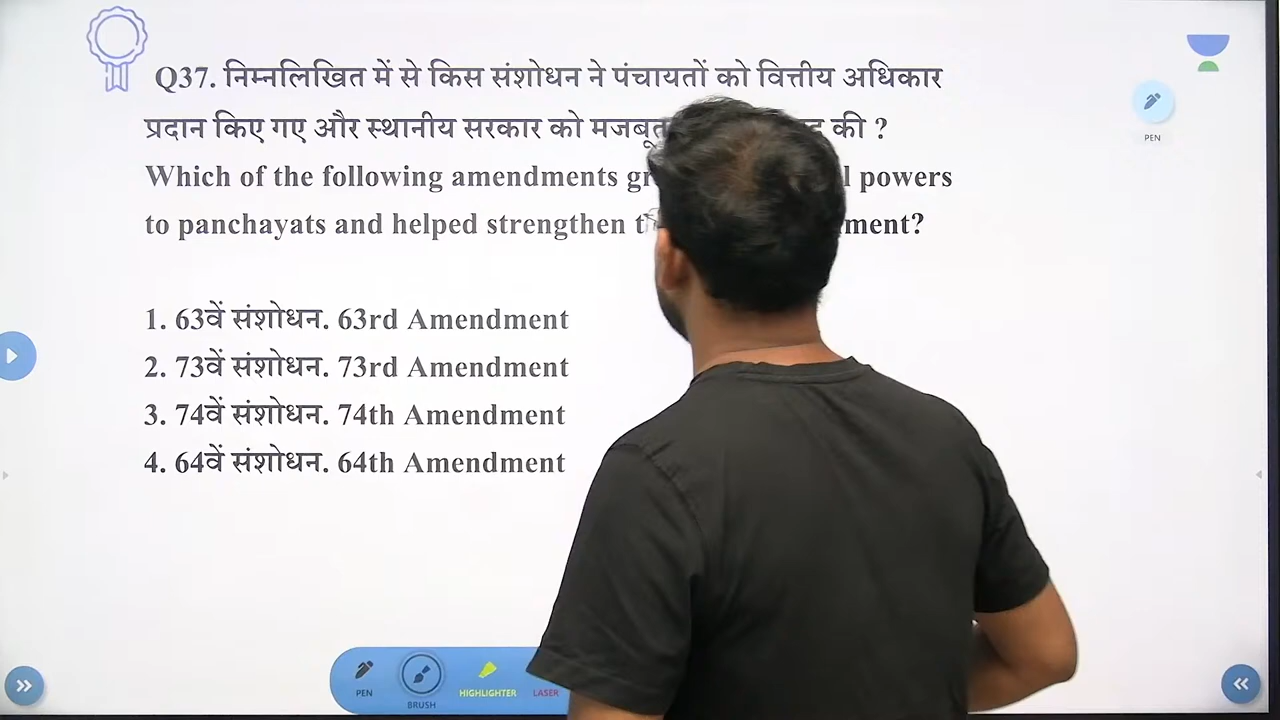 Q37. निम्नलिखित में से किस संशोधन ने पंचायतों को वित्तीय अधिकार
प्रदान किए गए और स्थानीय सरकार को मजबूत की ?
Which of the following amendments powers
to panchayats and helped strengthen
1. 63वें संशोधन. 63rd Amendment
2. 73वें संशोधन. 73rd Amendment
3. 74वें संशोधन. 74th Amendment
4. 64वें संशोधन. 64th Amendment
PEN
PEN
BRUSH
HIGHLIGHTER
LASER